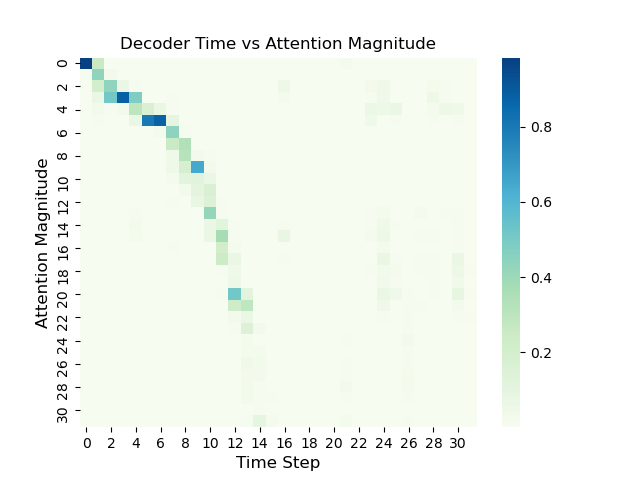 Decoder Time vs Attention Magnitude
Attention Magnitude
0 2 4 6 8 10 12 14 16 18 20 22 24 26 28 30
0 2 4 6 8 10 12 14 16 18 20 22 24 26 28 30
Time Step
0.8
0.6
0.4
0.2